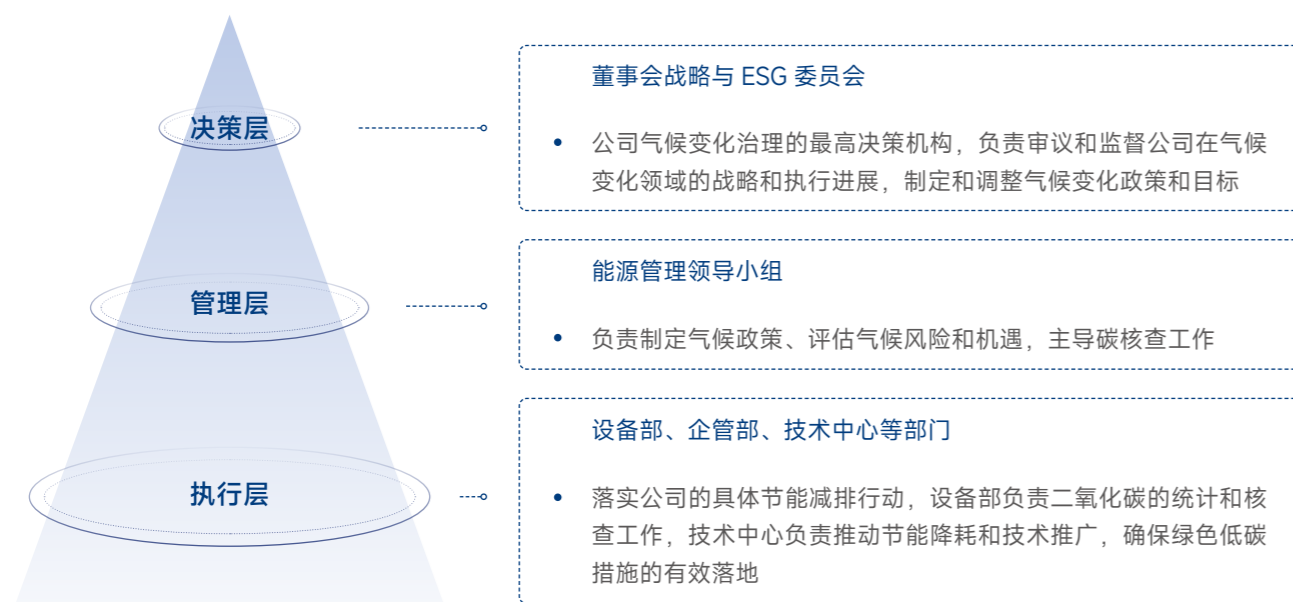 决策层
董事会战略与 ESG 委员会
• 公司气候变化治理的最高决策机构，负责审议和监督公司在气候
变化领域的战略和执行进展，制定和调整气候变化政策和目标
管理层
能源管理领导小组
• 负责制定气候政策、评估气候风险和机遇，主导碳核查工作
执行层
设备部、企管部、技术中心等部门
• 落实公司的具体节能减排行动，设备部负责二氧化碳的统计和核
查工作，技术中心负责推动节能降耗和技术推广，确保绿色低碳
措施的有效落地